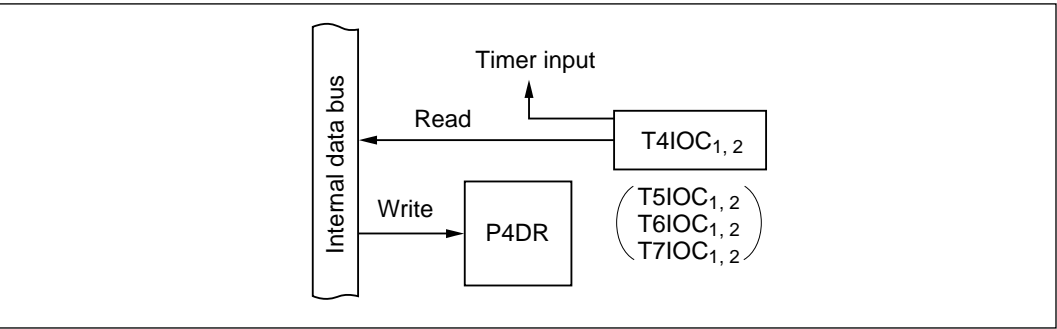 Internal data bus
Timer input
Read
T4IOC1, 2
Write
P4DR
T5IOC1, 2
T6IOC1, 2
T7IOC1, 2